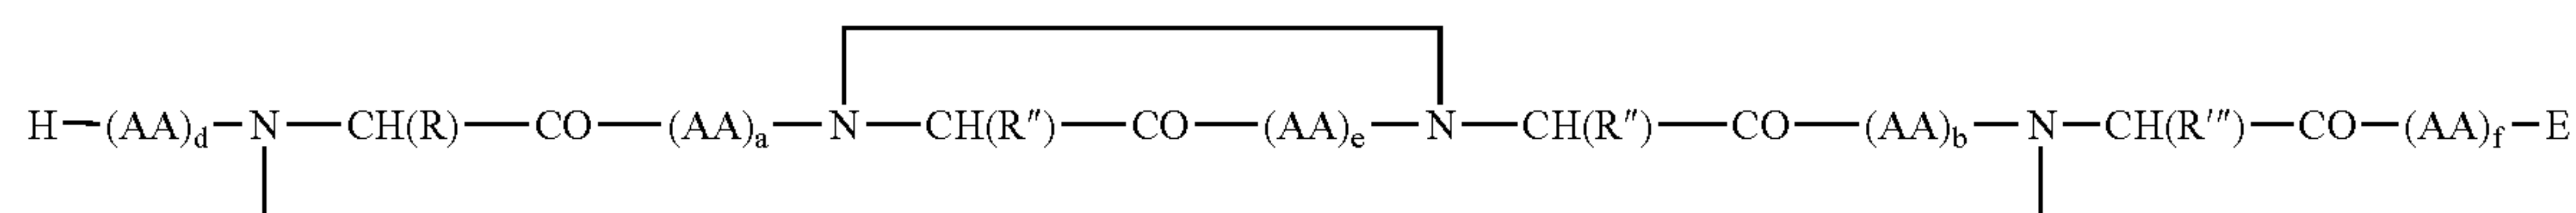 H—(AA)d—N—CH(R)—CO—(AA)a—N—CH(R″)—CO—(AA)e—N—CH(R″)—CO—(AA)b—N—CH(R‴)—CO—(AA)f—E